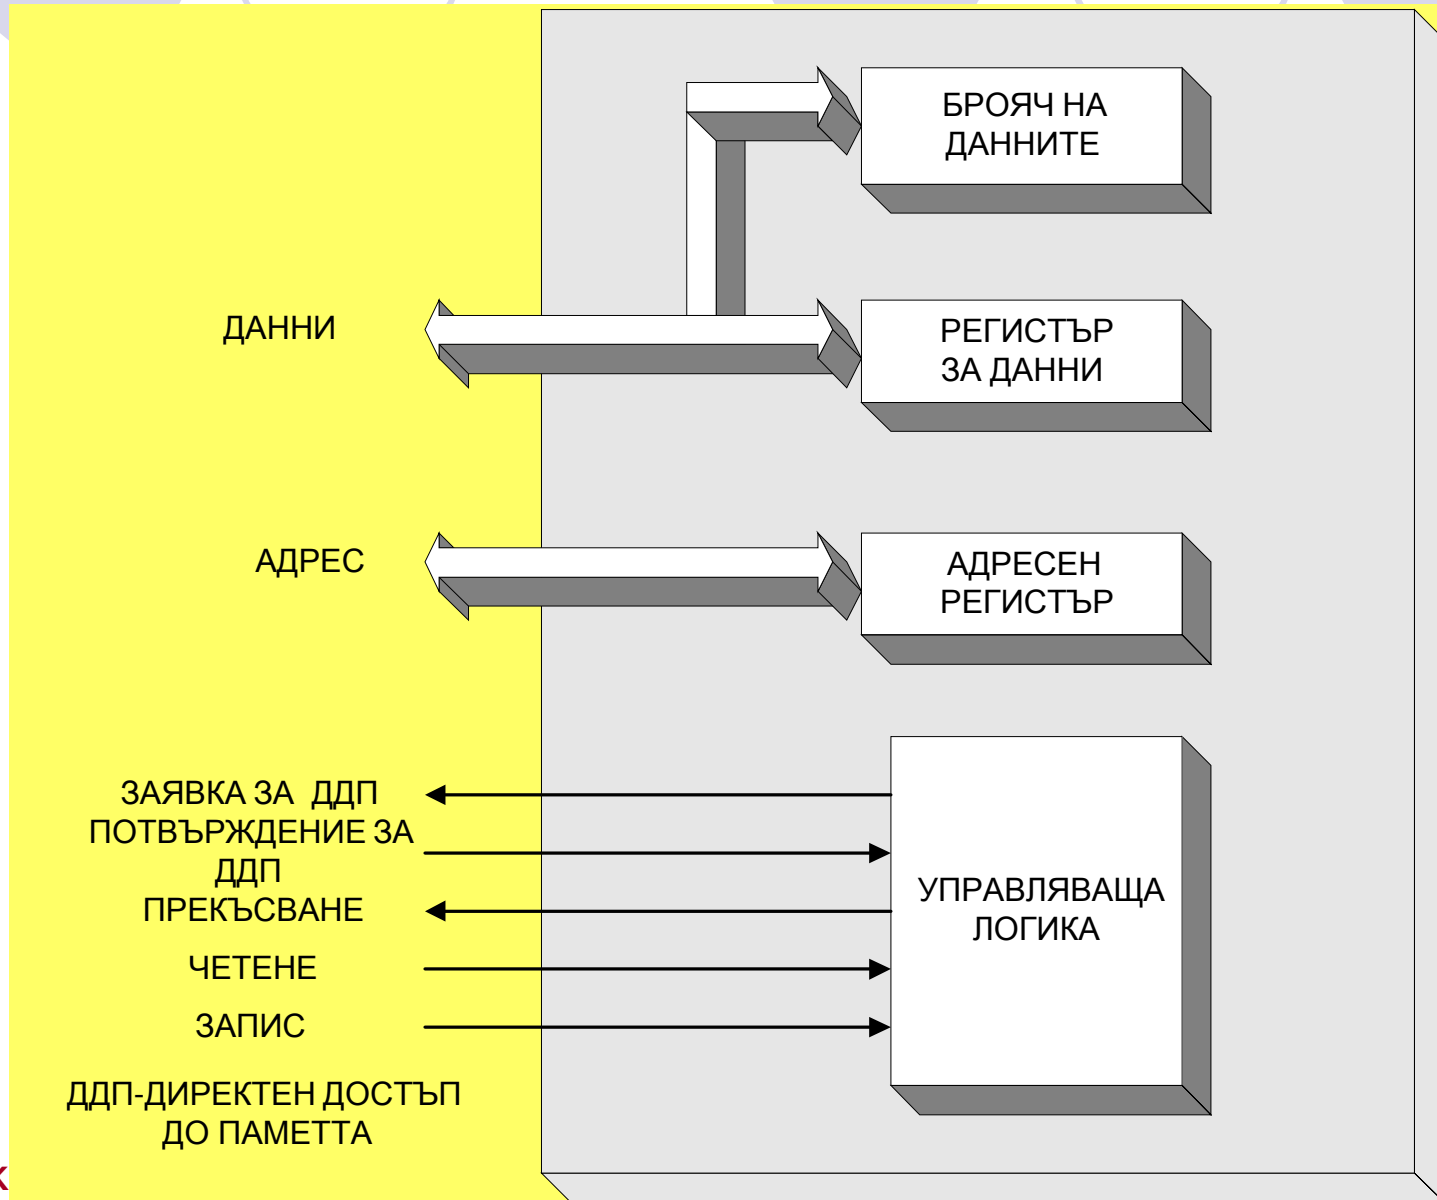 БРОЯЧ НА
ДАННИТЕ
ДАННИ
РЕГИСТЪР
ЗА ДАННИ
АДРЕС
АДРЕСЕН
РЕГИСТЪР
ЗАЯВКА ЗА ДДП
ПОТВЪРЖДЕНИЕ ЗА
ДДП
ПРЕКЪСВАНЕ
ЧЕТЕНЕ
ЗАПИС
УПРАВЛЯВАЩА
ЛОГИКА
ДДП-ДИРЕКТЕН ДОСТЪП
ДО ПАМЕТТА